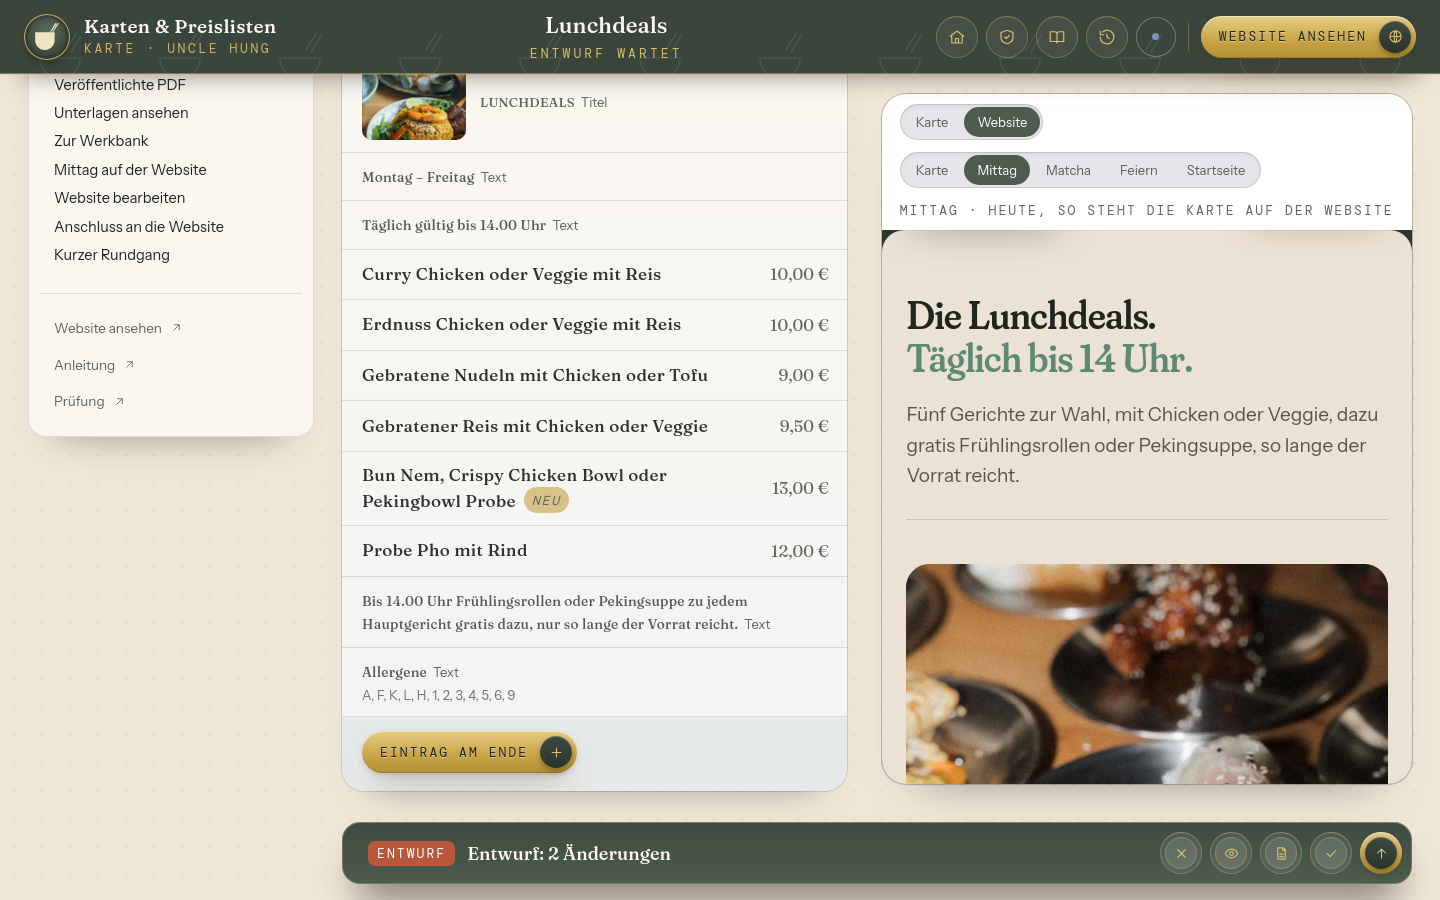 Karten & Preislisten
KARTE · UNCLE HUNG
Lunchdeals
ENTWURF WARTET
WEBSITE ANSEHEN
Veröffentlichte PDF
Unterlagen ansehen
Zur Werkbank
Mittag auf der Website
Website bearbeiten
Anschluss an die Website
Kurzer Rundgang
Website ansehen
Anleitung
Prüfung
LUNCHDEALS Titel
Montag – Freitag Text
Täglich gültig bis 14.00 Uhr Text
Curry Chicken oder Veggie mit Reis 10,00 €
Erdnuss Chicken oder Veggie mit Reis 10,00 €
Gebratene Nudeln mit Chicken oder Tofu 9,00 €
Gebratener Reis mit Chicken oder Veggie 9,50 €
Bun Nem, Crispy Chicken Bowl oder
Pekingbowl Probe NEU 13,00 €
Probe Pho mit Rind 12,00 €
Bis 14.00 Uhr Frühlingsrollen oder Pekingsuppe zu jedem
Hauptgericht gratis dazu, nur so lange der Vorrat reicht. Text
Allergene Text
A, F, K, L, H, 1, 2, 3, 4, 5, 6, 9
EINTRAG AM ENDE
Karte Website
Karte Mittag Matcha Feiern Startseite
MITTAG · HEUTE, SO STEHT DIE KARTE AUF DER WEBSITE
Die Lunchdeals.
Täglich bis 14 Uhr.
Fünf Gerichte zur Wahl, mit Chicken oder Veggie, dazu
gratis Frühlingsrollen oder Pekingsuppe, so lange der
Vorrat reicht.
ENTWURF Entwurf: 2 Änderungen